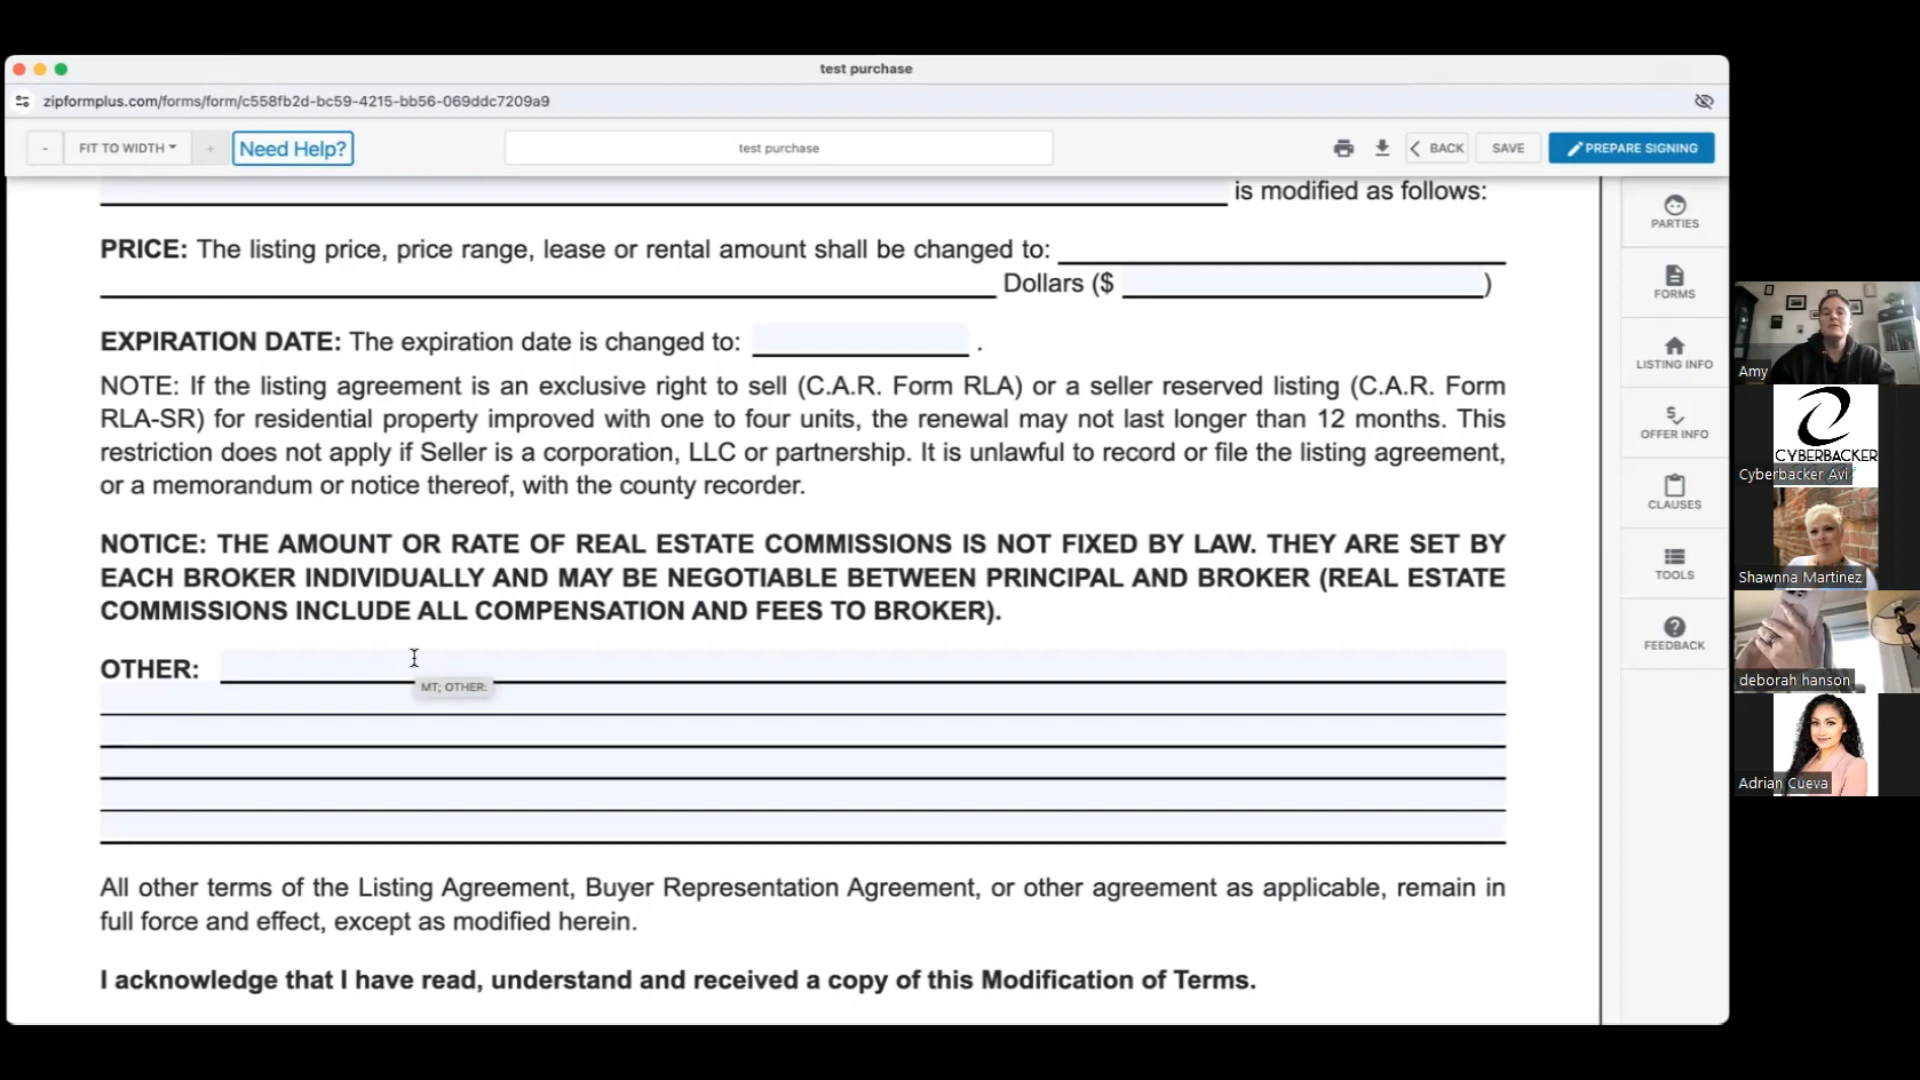 test purchase
zipformplus.com/forms/form/c558fb2d-bc59-4215-bb56-069ddc7209a9
- FIT TO WIDTH + Need Help? test purchase BACK SAVE PREPARE SIGNING
is modified as follows:
PRICE: The listing price, price range, lease or rental amount shall be changed to:
Dollars ($ )
EXPIRATION DATE: The expiration date is changed to: .
NOTE: If the listing agreement is an exclusive right to sell (C.A.R. Form RLA) or a seller reserved listing (C.A.R. Form
RLA-SR) for residential property improved with one to four units, the renewal may not last longer than 12 months. This
restriction does not apply if Seller is a corporation, LLC or partnership. It is unlawful to record or file the listing agreement,
or a memorandum or notice thereof, with the county recorder.
NOTICE: THE AMOUNT OR RATE OF REAL ESTATE COMMISSIONS IS NOT FIXED BY LAW. THEY ARE SET BY
EACH BROKER INDIVIDUALLY AND MAY BE NEGOTIABLE BETWEEN PRINCIPAL AND BROKER (REAL ESTATE
COMMISSIONS INCLUDE ALL COMPENSATION AND FEES TO BROKER).
OTHER:
MT; OTHER:
All other terms of the Listing Agreement, Buyer Representation Agreement, or other agreement as applicable, remain in
full force and effect, except as modified herein.
I acknowledge that I have read, understand and received a copy of this Modification of Terms.
PARTIES
FORMS
LISTING INFO
OFFER INFO
CLAUSES
TOOLS
FEEDBACK
Amy
CYBERBACKER
Cyberbacker Avi
Shawnna Martinez
deborah hanson
Adrian Cueva